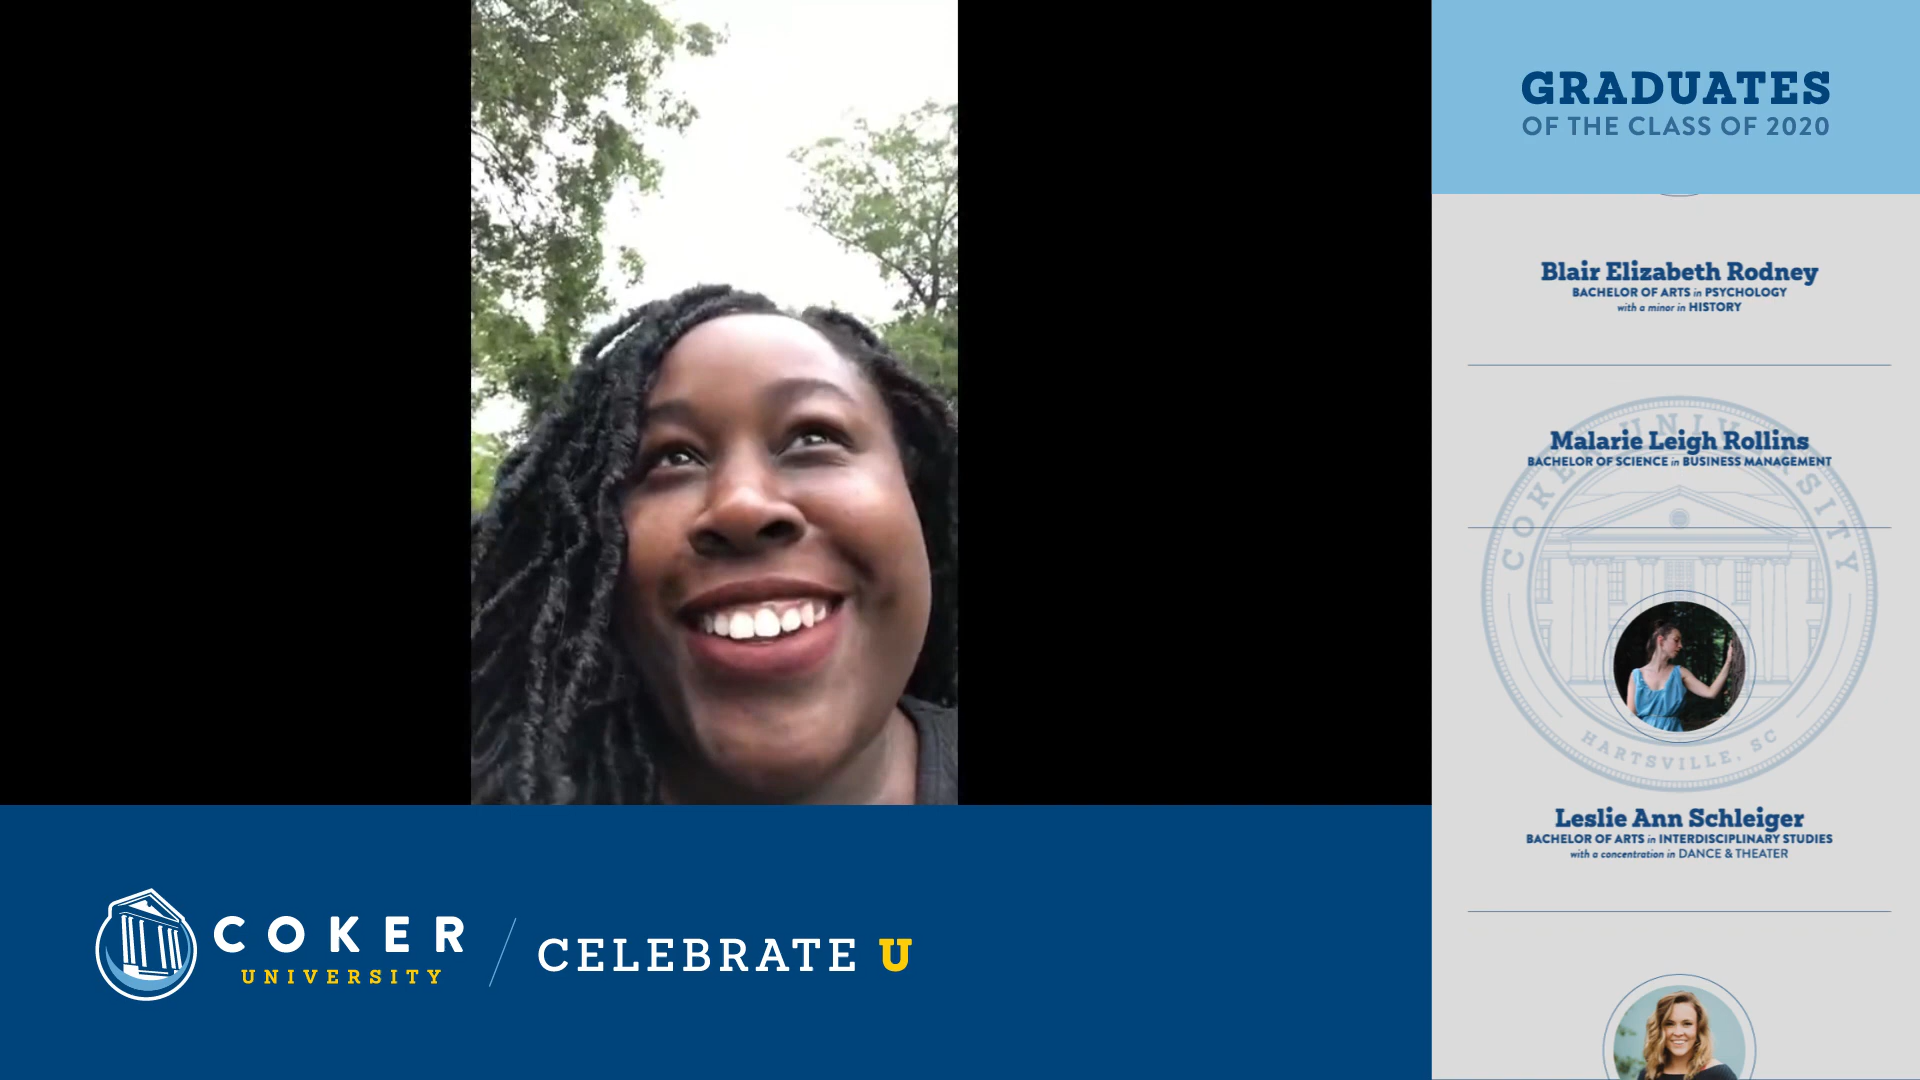 GRADUATES
OF THE CLASS OF 2020
Blair Elizabeth Rodney
BACHELOR OF ARTS in PSYCHOLOGY
with a minor in HISTORY
COKER UNIVERSITY
Malarie Leigh Rollins
BACHELOR OF SCIENCE in BUSINESS MANAGEMENT
HARTSVILLE, SC
Leslie Ann Schleiger
BACHELOR OF ARTS in INTERDISCIPLINARY STUDIES
with a concentration in DANCE & THEATER
COKER
UNIVERSITY
CELEBRATE U